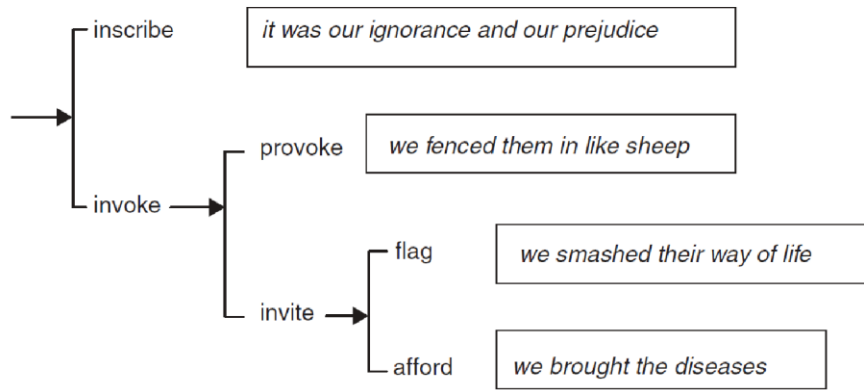 inscribe it was our ignorance and our prejudice
provoke we fenced them in like sheep
invoke
flag we smashed their way of life
invite
afford we brought the diseases